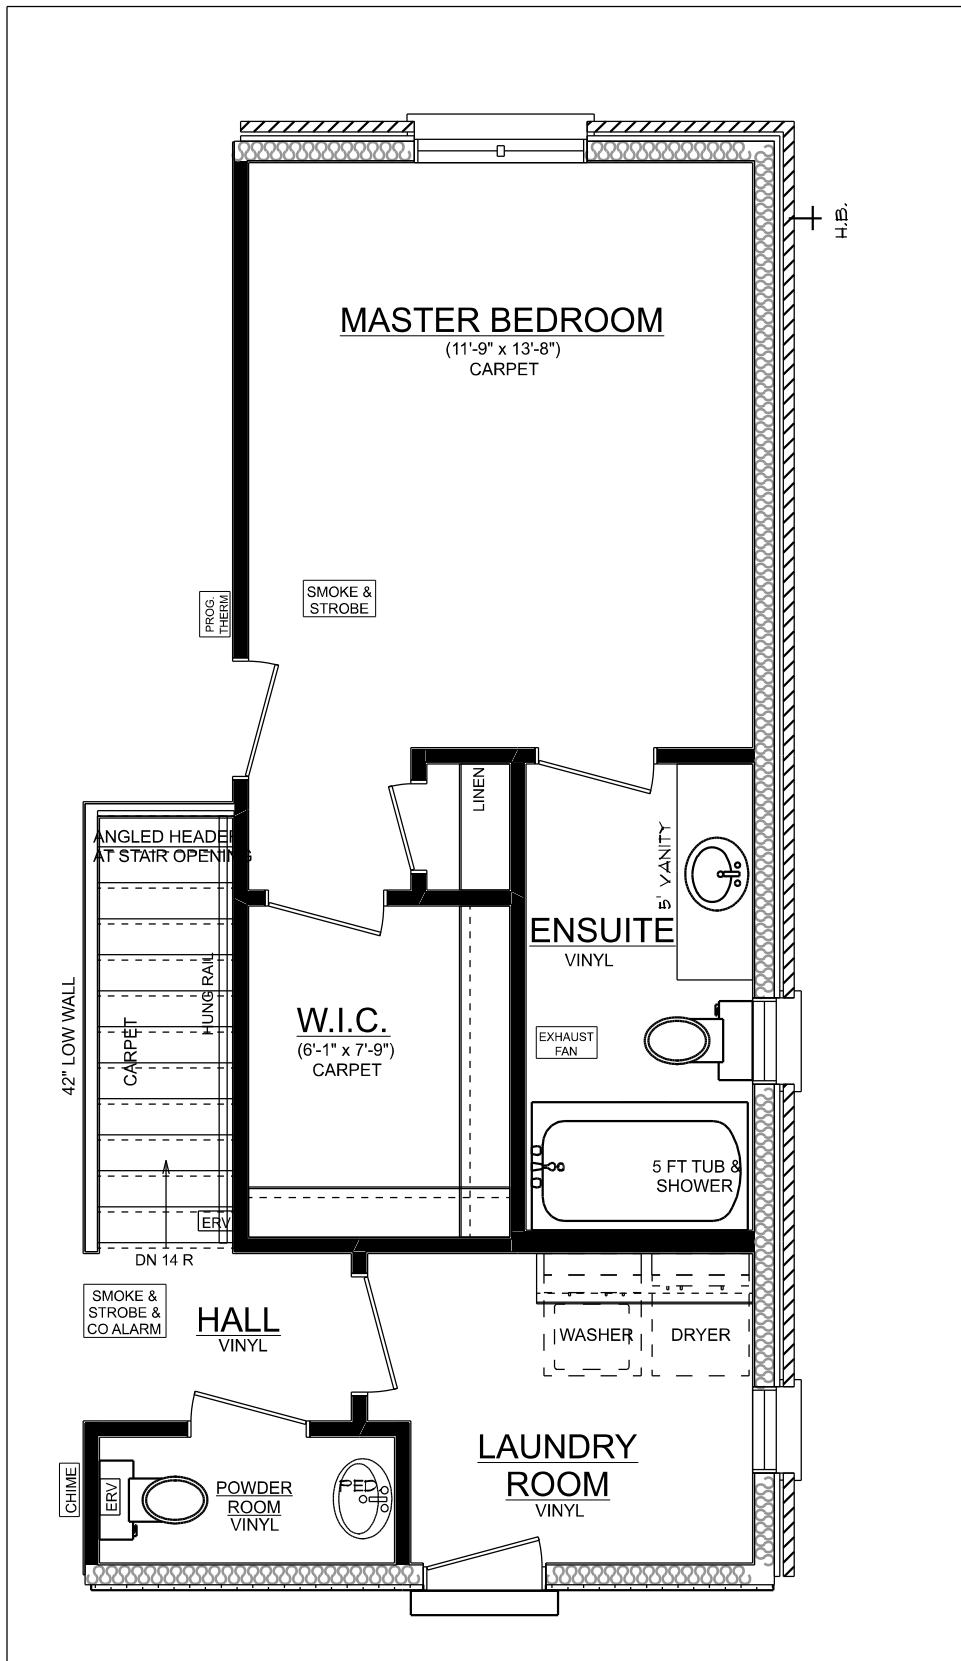 H.B.
MASTER BEDROOM
(11'-9" x 13'-8")
CARPET
SMOKE &
STROBE
PROG.
THERM
LINEN
ANGLED HEADER
AT STAIR OPENING
5' VANITY
ENSUITE
VINYL
HUNG RAIL
42" LOW WALL
CARPET
W.I.C.
(6'-1" x 7'-9")
CARPET
EXHAUST
FAN
5 FT TUB &
SHOWER
ERV
DN 14 R
SMOKE &
STROBE &
CO ALARM
HALL
VINYL
WASHER
DRYER
LAUNDRY
ROOM
VINYL
CHIME
ERV
POWDER
ROOM
VINYL
PED